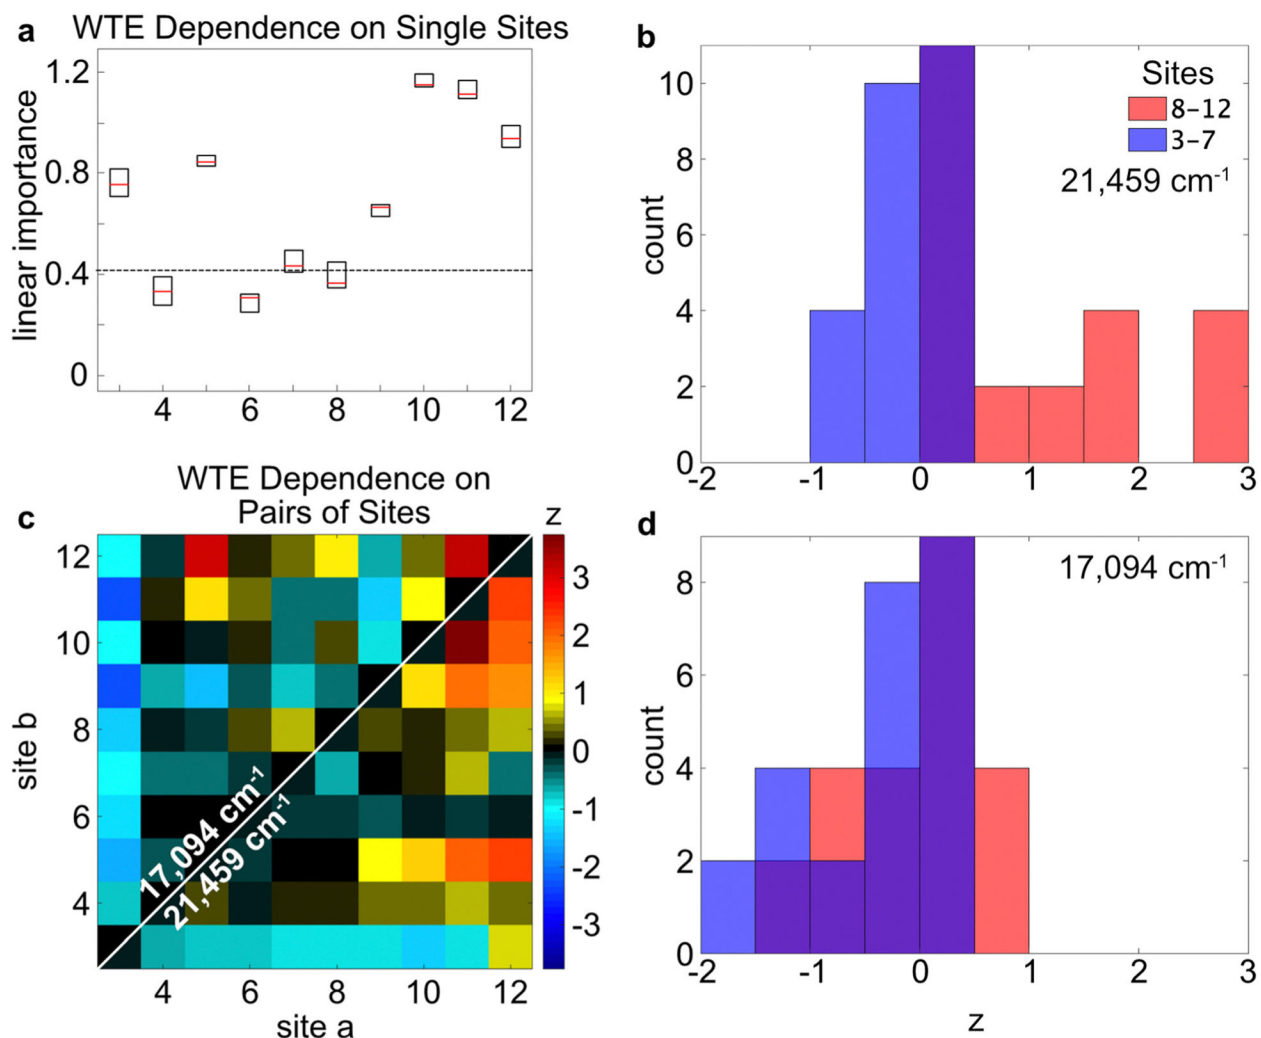 a
WTE Dependence on Single Sites
linear importance
1.2
0.8
0.4
0
4 6 8 10 12
b
count
10
8
6
4
2
0
-2 -1 0 1 2 3
Sites
8-12
3-7
21,459 cm-1
c
WTE Dependence on
Pairs of Sites
z
site b
12
10
8
6
4
4 6 8 10 12
site a
17,094 cm-1
21,459 cm-1
3
2
1
0
-1
-2
-3
d
count
8
6
4
2
0
-2 -1 0 1 2 3
z
17,094 cm-1